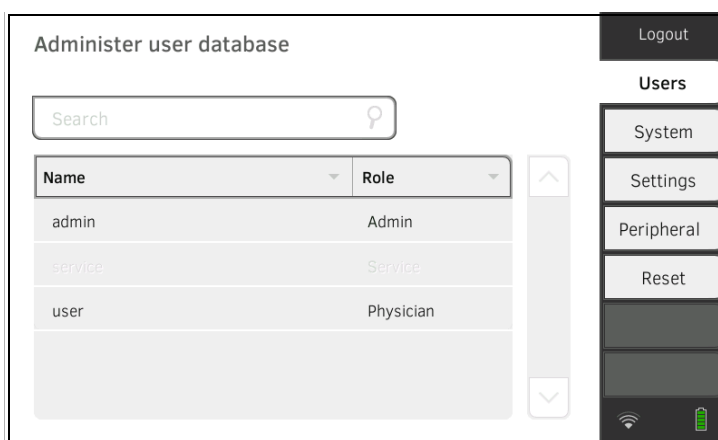 Administer user database
Search
Name Role
admin Admin
service Service
user Physician
Logout
Users
System
Settings
Peripheral
Reset